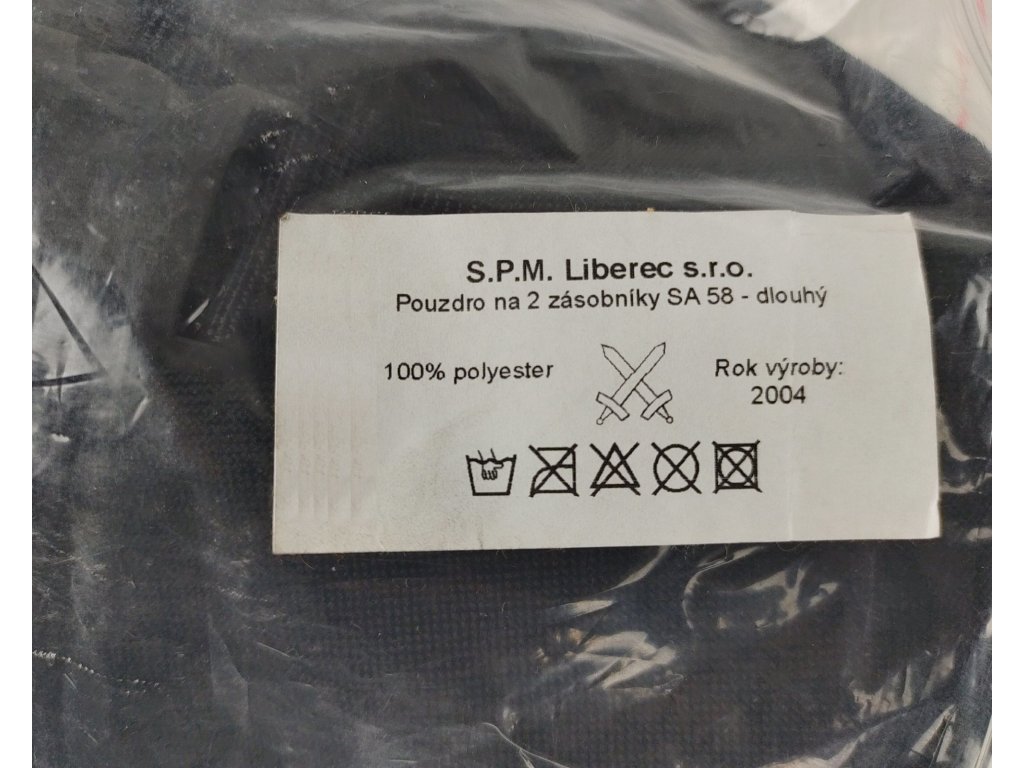 S.P.M. Liberec s.r.o.
Pouzdro na 2 zásobníky SA 58 - dlouhý
100% polyester
Rok výroby:
2004